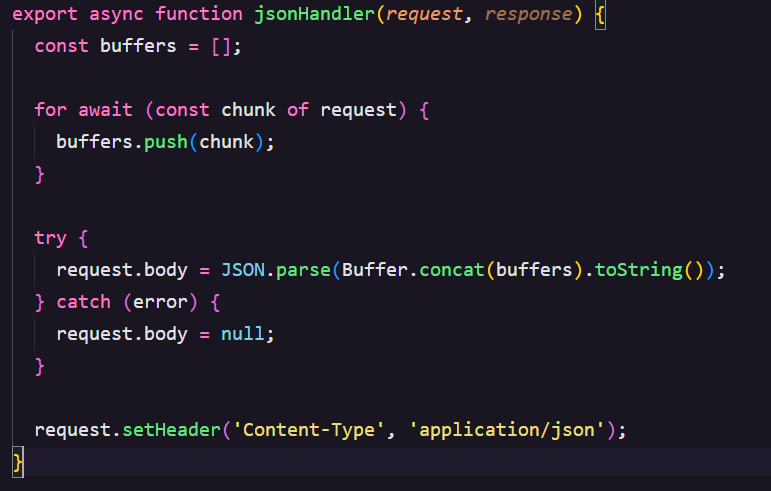 export async function jsonHandler(request, response) {
  const buffers = [];

  for await (const chunk of request) {
    buffers.push(chunk);
  }

  try {
    request.body = JSON.parse(Buffer.concat(buffers).toString());
  } catch (error) {
    request.body = null;
  }

  request.setHeader('Content-Type', 'application/json');
}